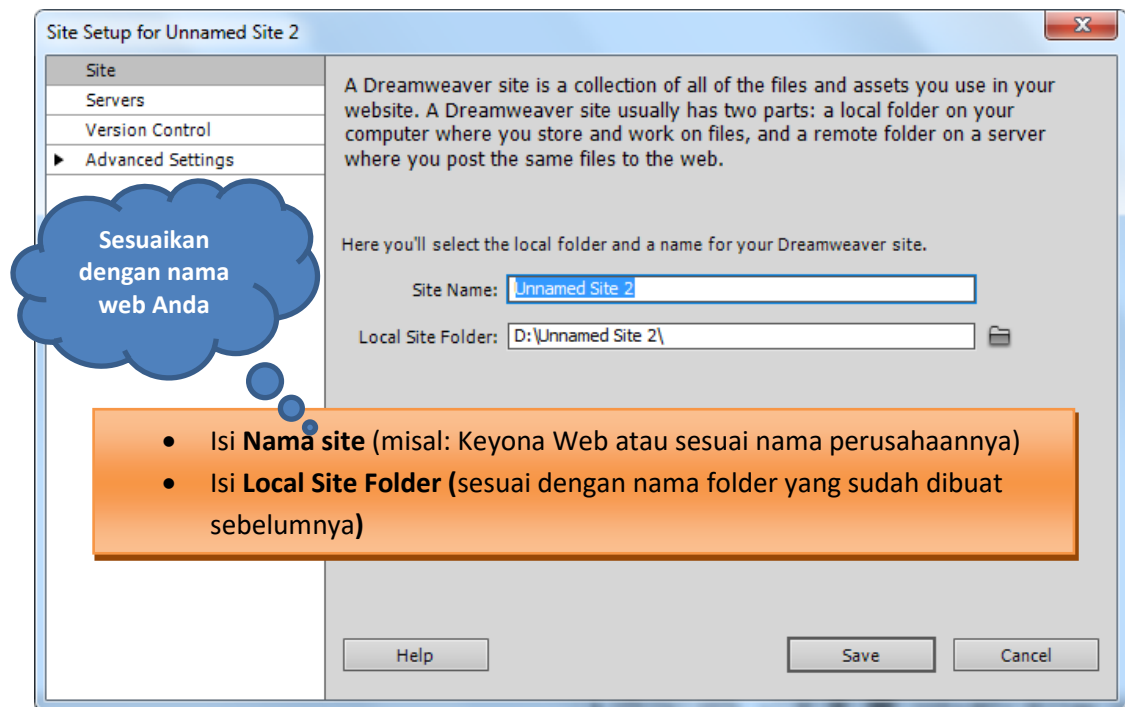 Site Setup for Unnamed Site 2
x
Site
Servers
Version Control
Advanced Settings
A Dreamweaver site is a collection of all of the files and assets you use in your
website. A Dreamweaver site usually has two parts: a local folder on your
computer where you store and work on files, and a remote folder on a server
where you post the same files to the web.
Sesuaikan
dengan nama
web Anda
Here you'll select the local folder and a name for your Dreamweaver site.
Site Name: Unnamed Site 2
Local Site Folder: D:\Unnamed Site 2\
• Isi Nama site (misal: Keyona Web atau sesuai nama perusahaannya)
• Isi Local Site Folder (sesuai dengan nama folder yang sudah dibuat
sebelumnya)
Help Save Cancel